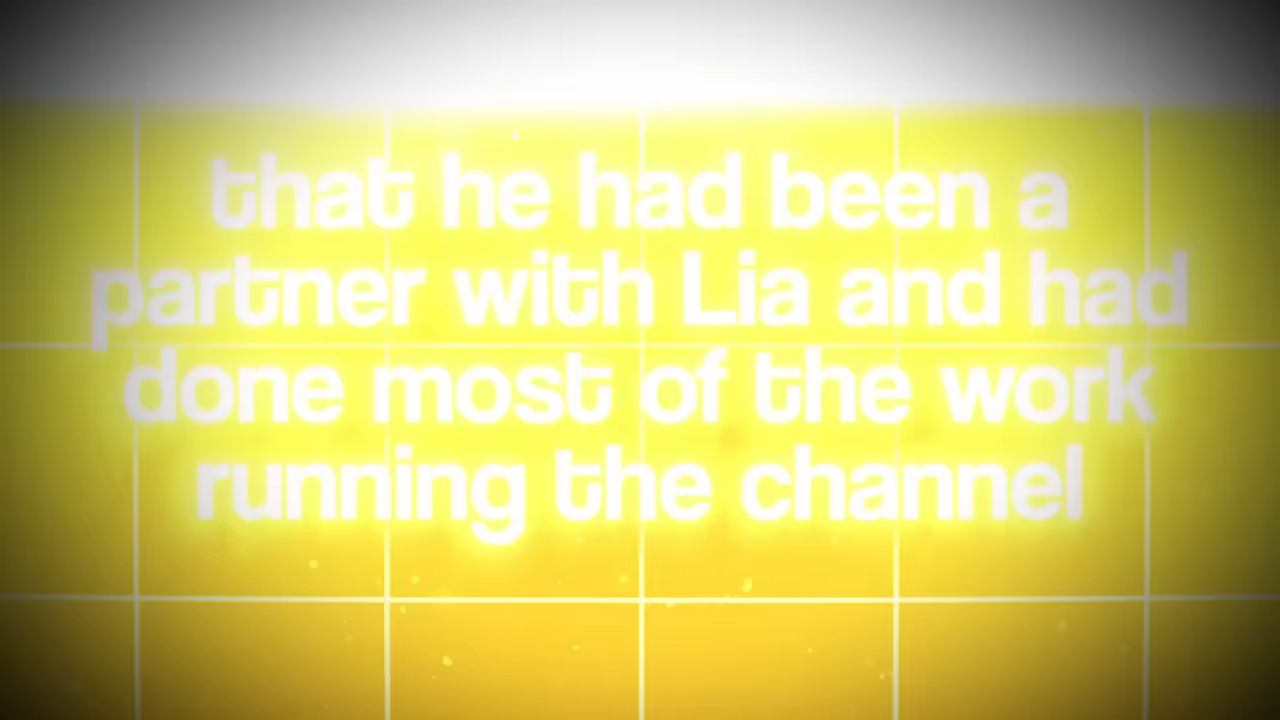 that he had been a
partner with Lia and had
done most of the work
running the channel